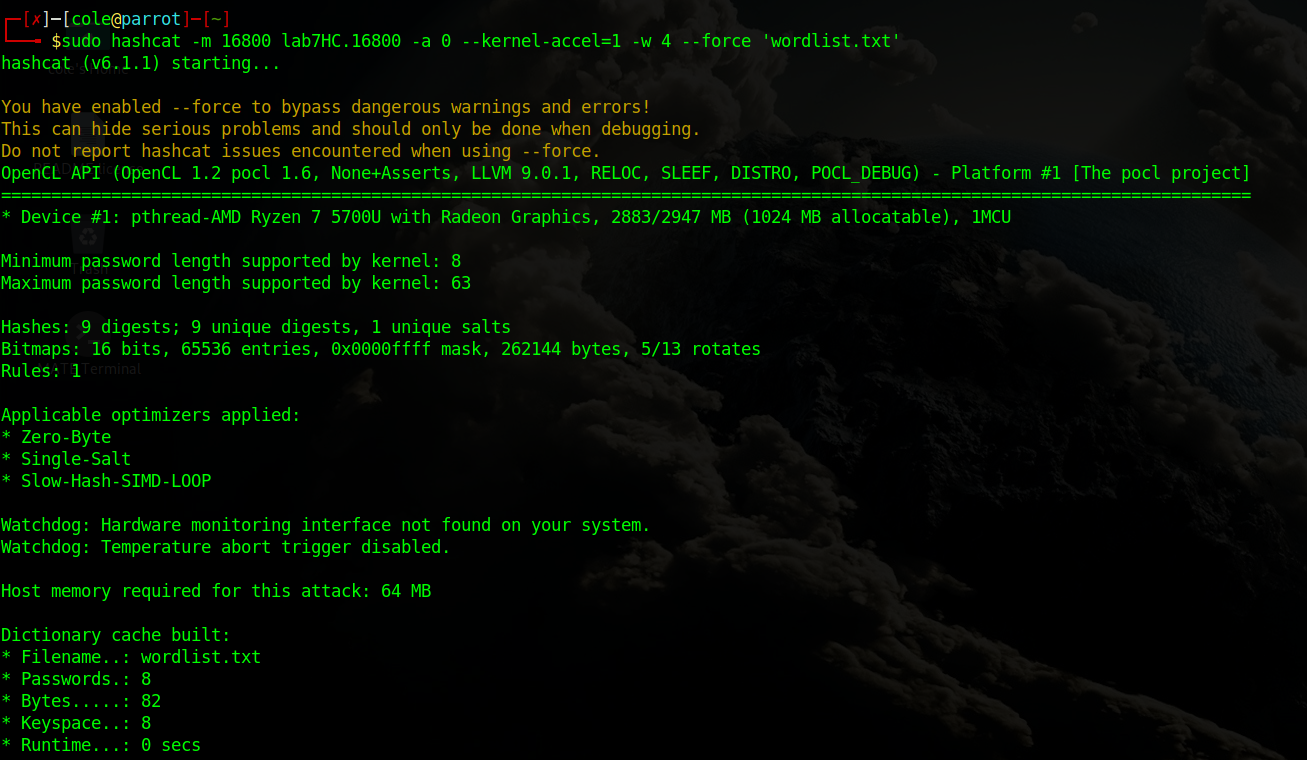 ┌─[✗]─[cole@parrot]─[~]
└──╼ $sudo hashcat -m 16800 lab7HC.16800 -a 0 --kernel-accel=1 -w 4 --force 'wordlist.txt'
hashcat (v6.1.1) starting...
You have enabled --force to bypass dangerous warnings and errors!
This can hide serious problems and should only be done when debugging.
Do not report hashcat issues encountered when using --force.
OpenCL API (OpenCL 1.2 pocl 1.6, None+Asserts, LLVM 9.0.1, RELOC, SLEEF, DISTRO, POCL_DEBUG) - Platform #1 [The pocl project]
=============================================================================================================================
* Device #1: pthread-AMD Ryzen 7 5700U with Radeon Graphics, 2883/2947 MB (1024 MB allocatable), 1MCU
Minimum password length supported by kernel: 8
Maximum password length supported by kernel: 63
Hashes: 9 digests; 9 unique digests, 1 unique salts
Bitmaps: 16 bits, 65536 entries, 0x0000ffff mask, 262144 bytes, 5/13 rotates
Rules: 1
Terminal
Applicable optimizers applied:
* Zero-Byte
* Single-Salt
* Slow-Hash-SIMD-LOOP
Watchdog: Hardware monitoring interface not found on your system.
Watchdog: Temperature abort trigger disabled.
Host memory required for this attack: 64 MB
Dictionary cache built:
* Filename..: wordlist.txt
* Passwords.: 8
* Bytes.....: 82
* Keyspace..: 8
* Runtime...: 0 secs